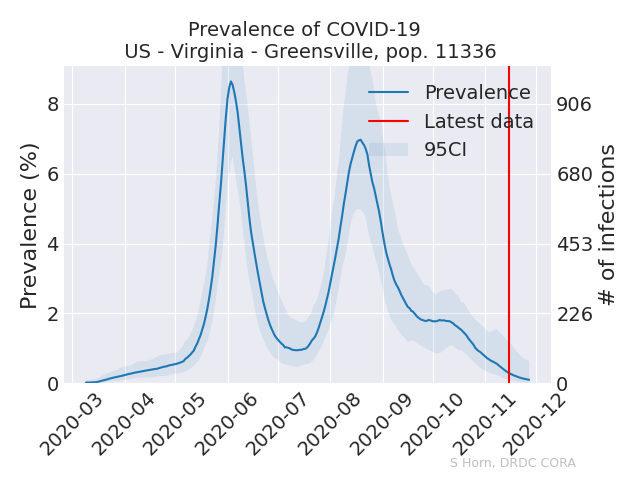 Prevalence of COVID-19
US - Virginia - Greensville, pop. 11336
Prevalence (%)
8
6
4
2
0
Prevalence
Latest data
95CI
906
680
453
226
0
# of infections
2020-03
2020-04
2020-05
2020-06
2020-07
2020-08
2020-09
2020-10
2020-11
2020-12
S Horn, DRDC CORA